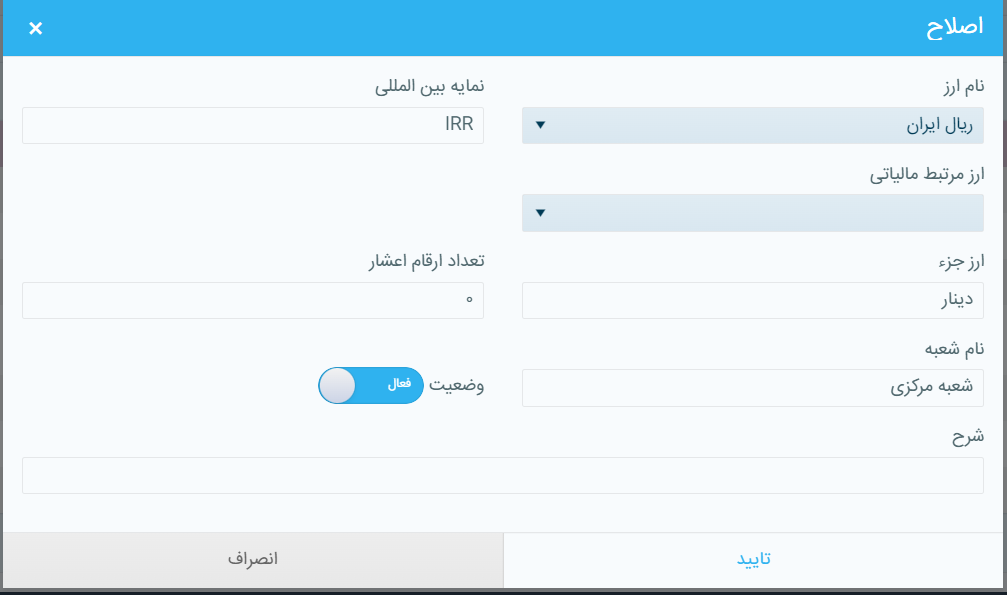 اصلاح
نام ارز
نمایه بین المللی
ریال ایران
IRR
ارز مرتبط مالیاتی
ارز جزء
تعداد ارقام اعشار
دینار
۰
نام شعبه
شعبه مرکزی
وضعیت فعال
شرح
تایید
انصراف